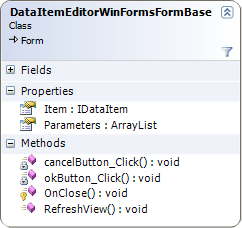 DataItemEditorWinFormsFormBase
Class
Form
Fields
Properties
Item : IDataItem
Parameters : ArrayList
Methods
cancelButton_Click() : void
okButton_Click() : void
OnClose() : void
RefreshView() : void